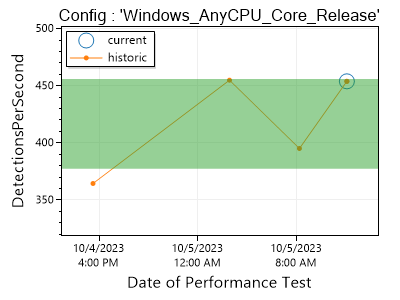 Config : 'Windows_AnyCPU_Core_Release'
500
current
historic
450
400
350
DetectionsPerSecond
10/4/2023 10/5/2023 10/5/2023
4:00 PM 12:00 AM 8:00 AM
Date of Performance Test